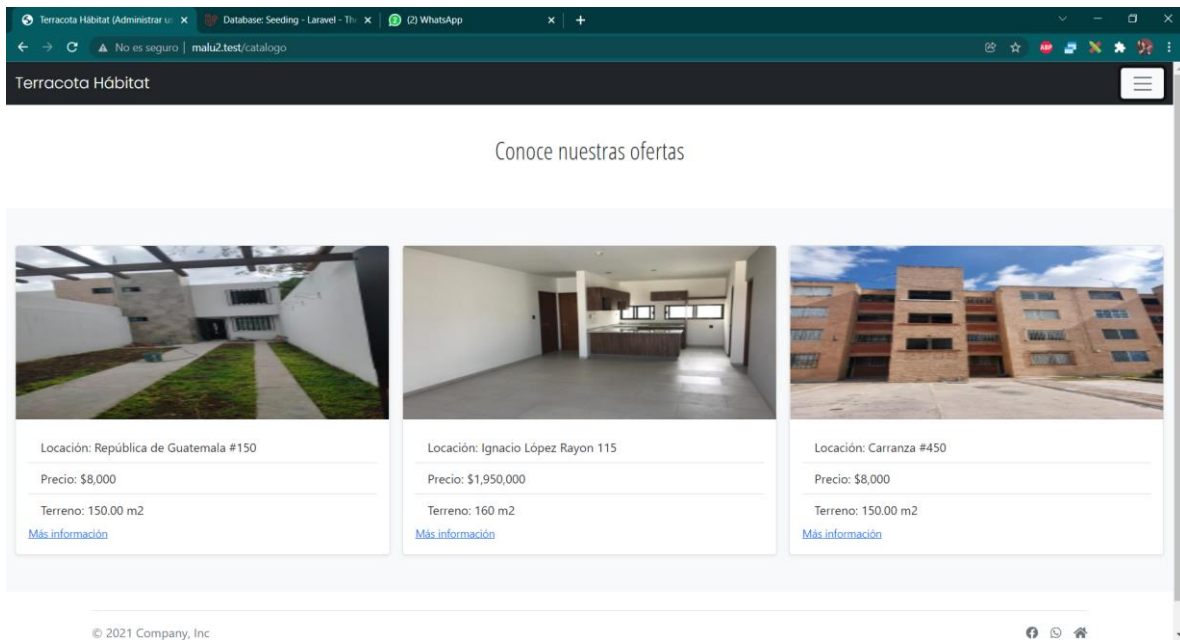 Terracota Hábitat (Administrar us
Database: Seeding - Laravel - Th
(2) WhatsApp
No es seguro | malu2.test/catalogo
Terracota Hábitat
Conoce nuestras ofertas
Locación: República de Guatemala #150
Precio: $8,000
Terreno: 150.00 m2
Más información
Locación: Ignacio López Rayon 115
Precio: $1,950,000
Terreno: 160 m2
Más información
Locación: Carranza #450
Precio: $8,000
Terreno: 150.00 m2
Más información
© 2021 Company, Inc